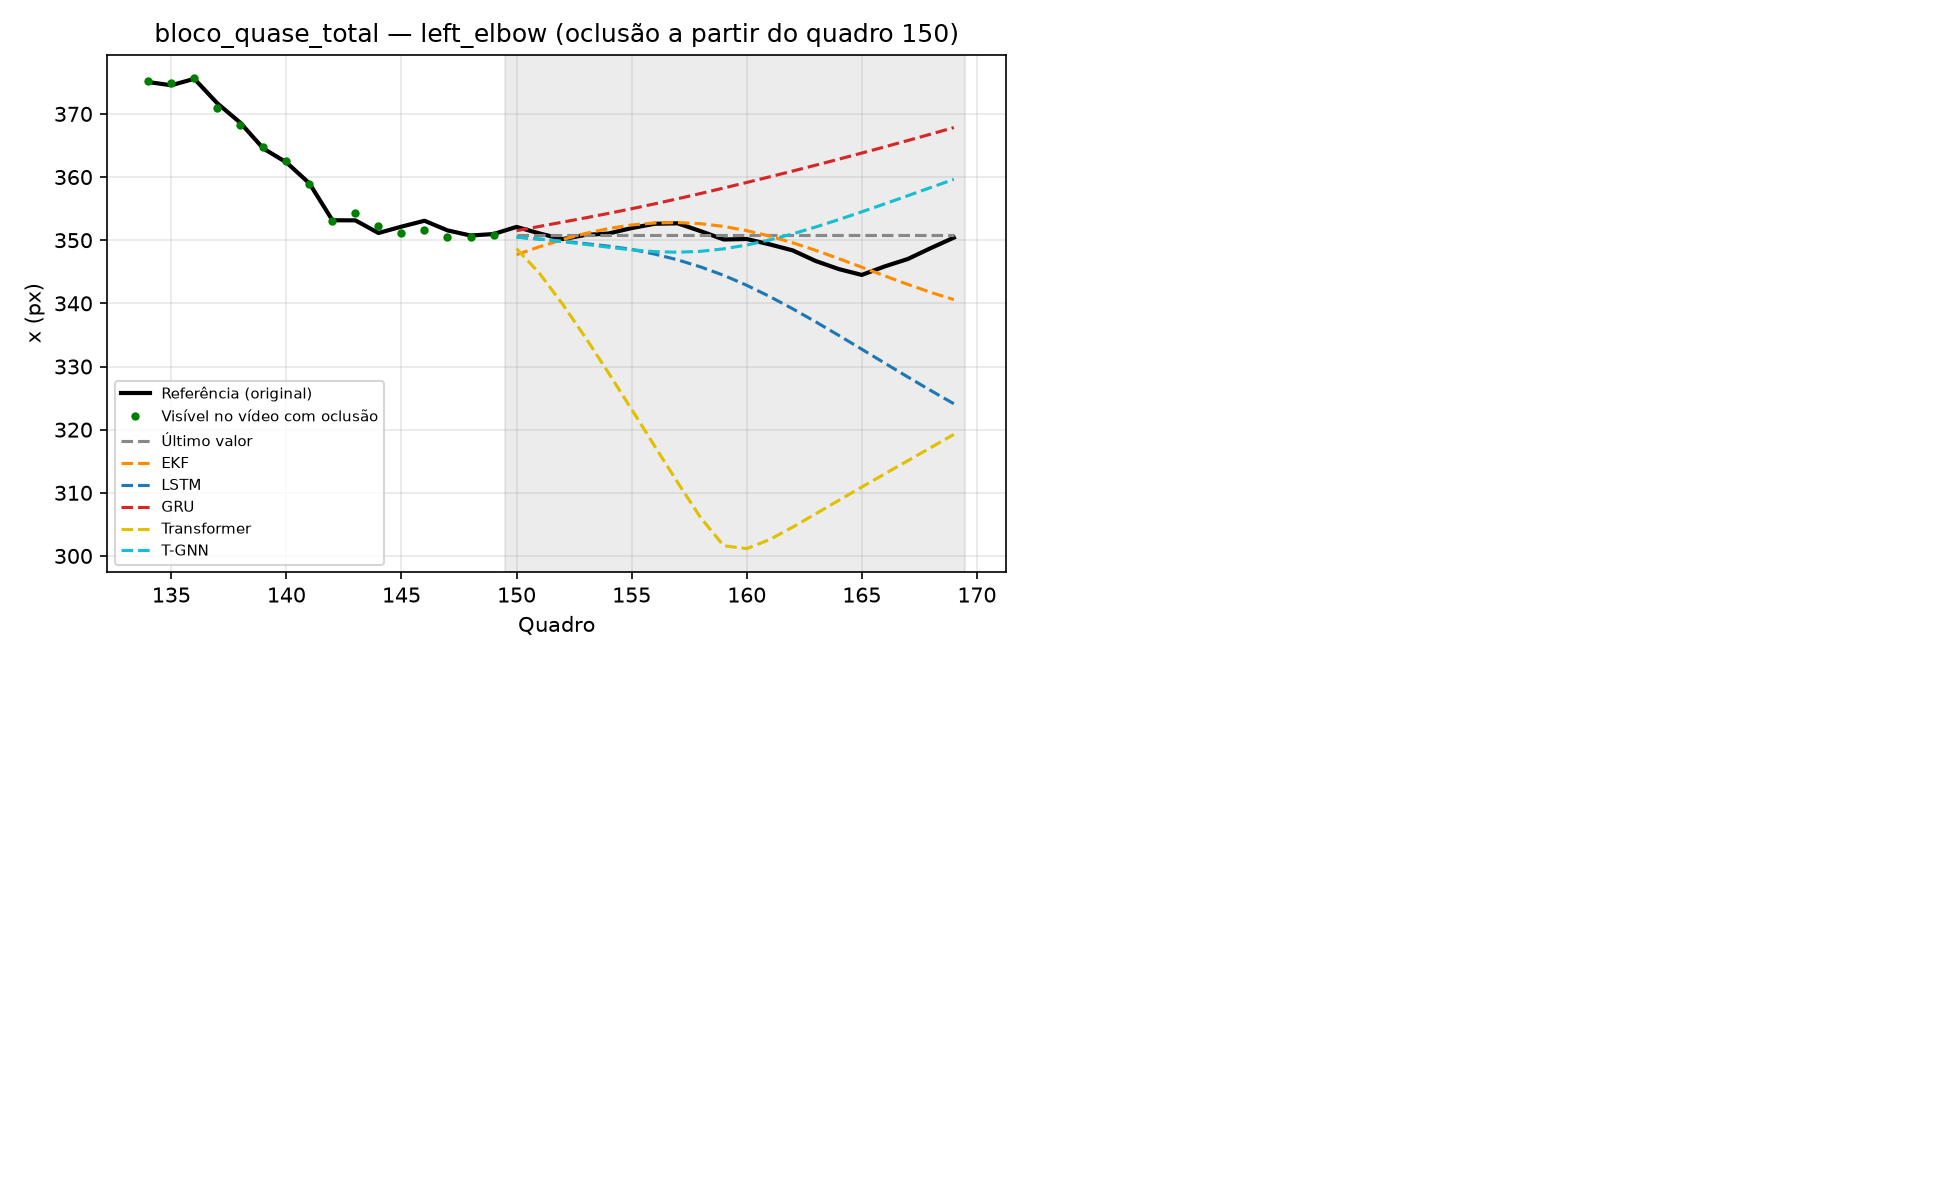 bloco_quase_total — left_elbow (oclusão a partir do quadro 150)
x (px)
370
360
350
340
330
320
310
300
Referência (original)
Visível no vídeo com oclusão
Último valor
EKF
LSTM
GRU
Transformer
T-GNN
135 140 145 150 155 160 165 170
Quadro